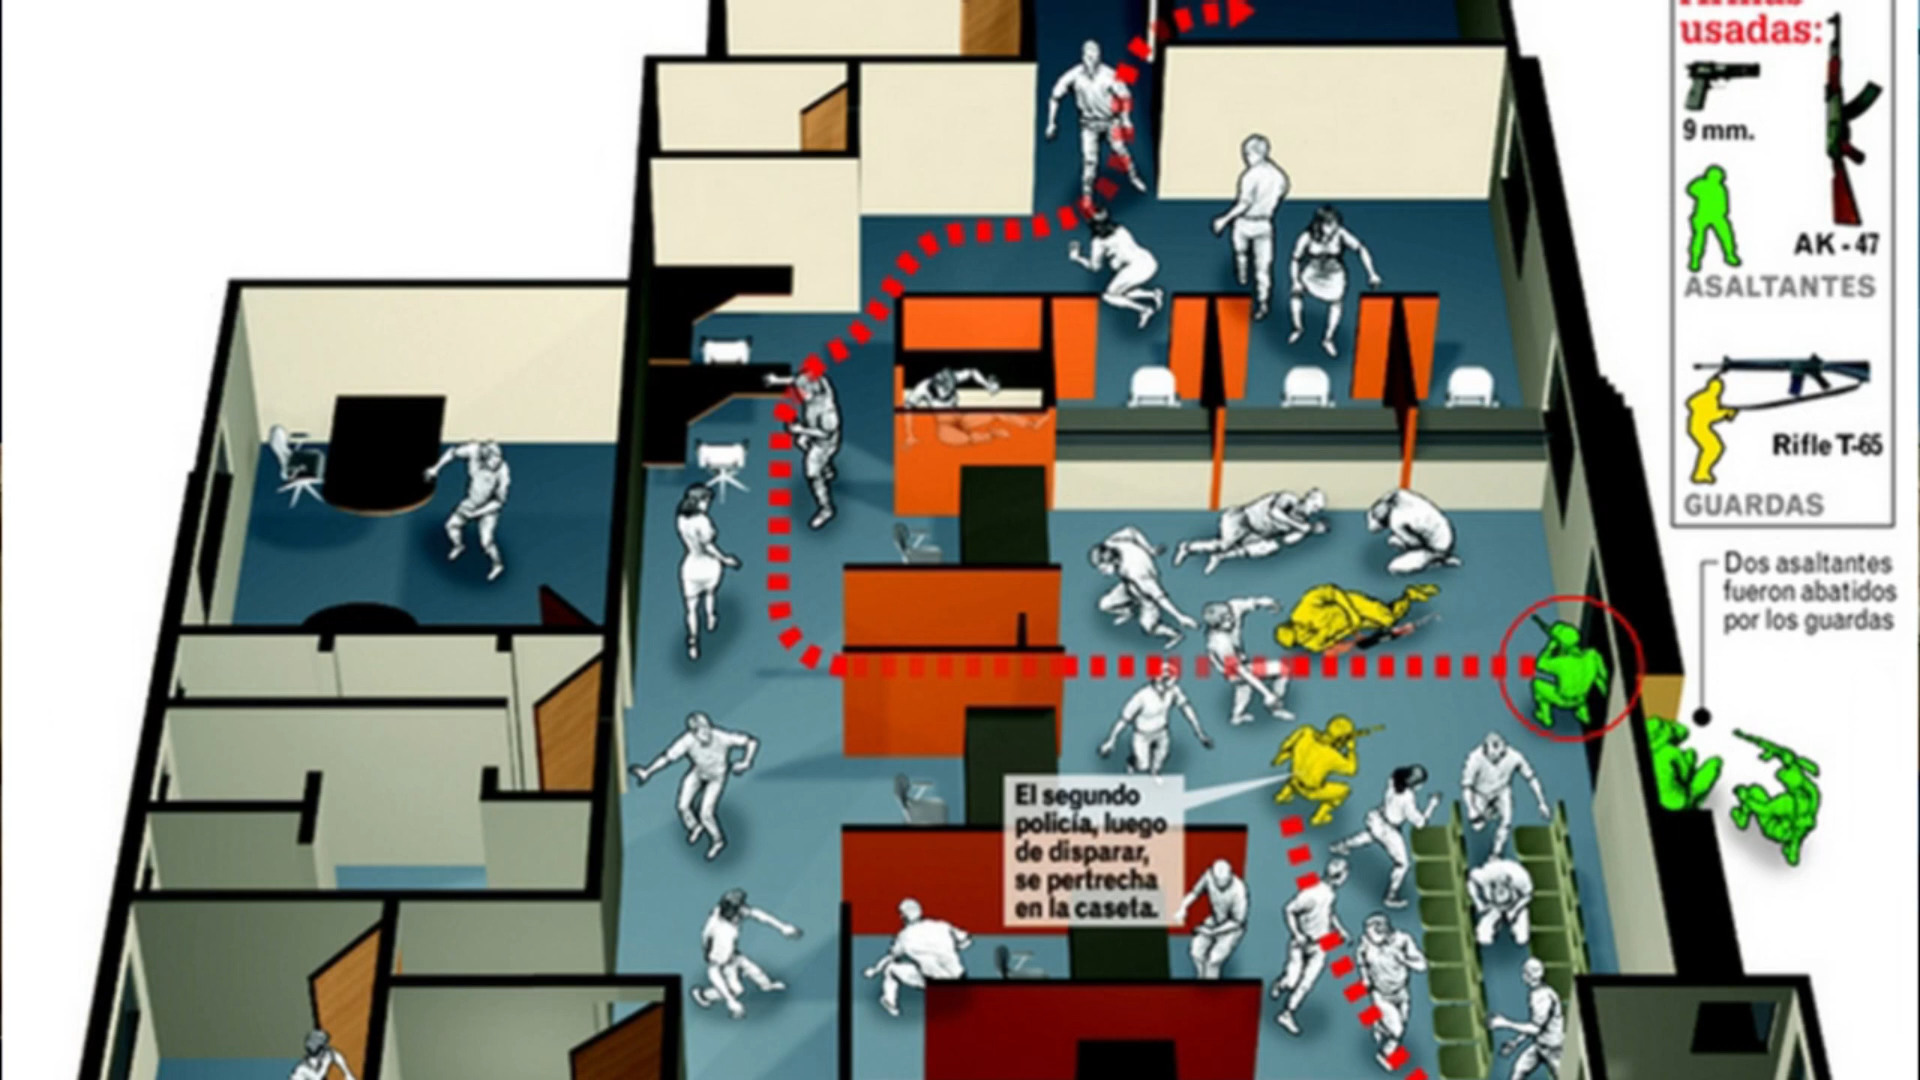 usadas:
9 mm.
AK - 47
ASALTANTES
Rifle T-65
GUARDAS
Dos asaltantes
fueron abatidos
por los guardas
El segundo
policía, luego
de disparar,
se pertrecha
en la caseta.